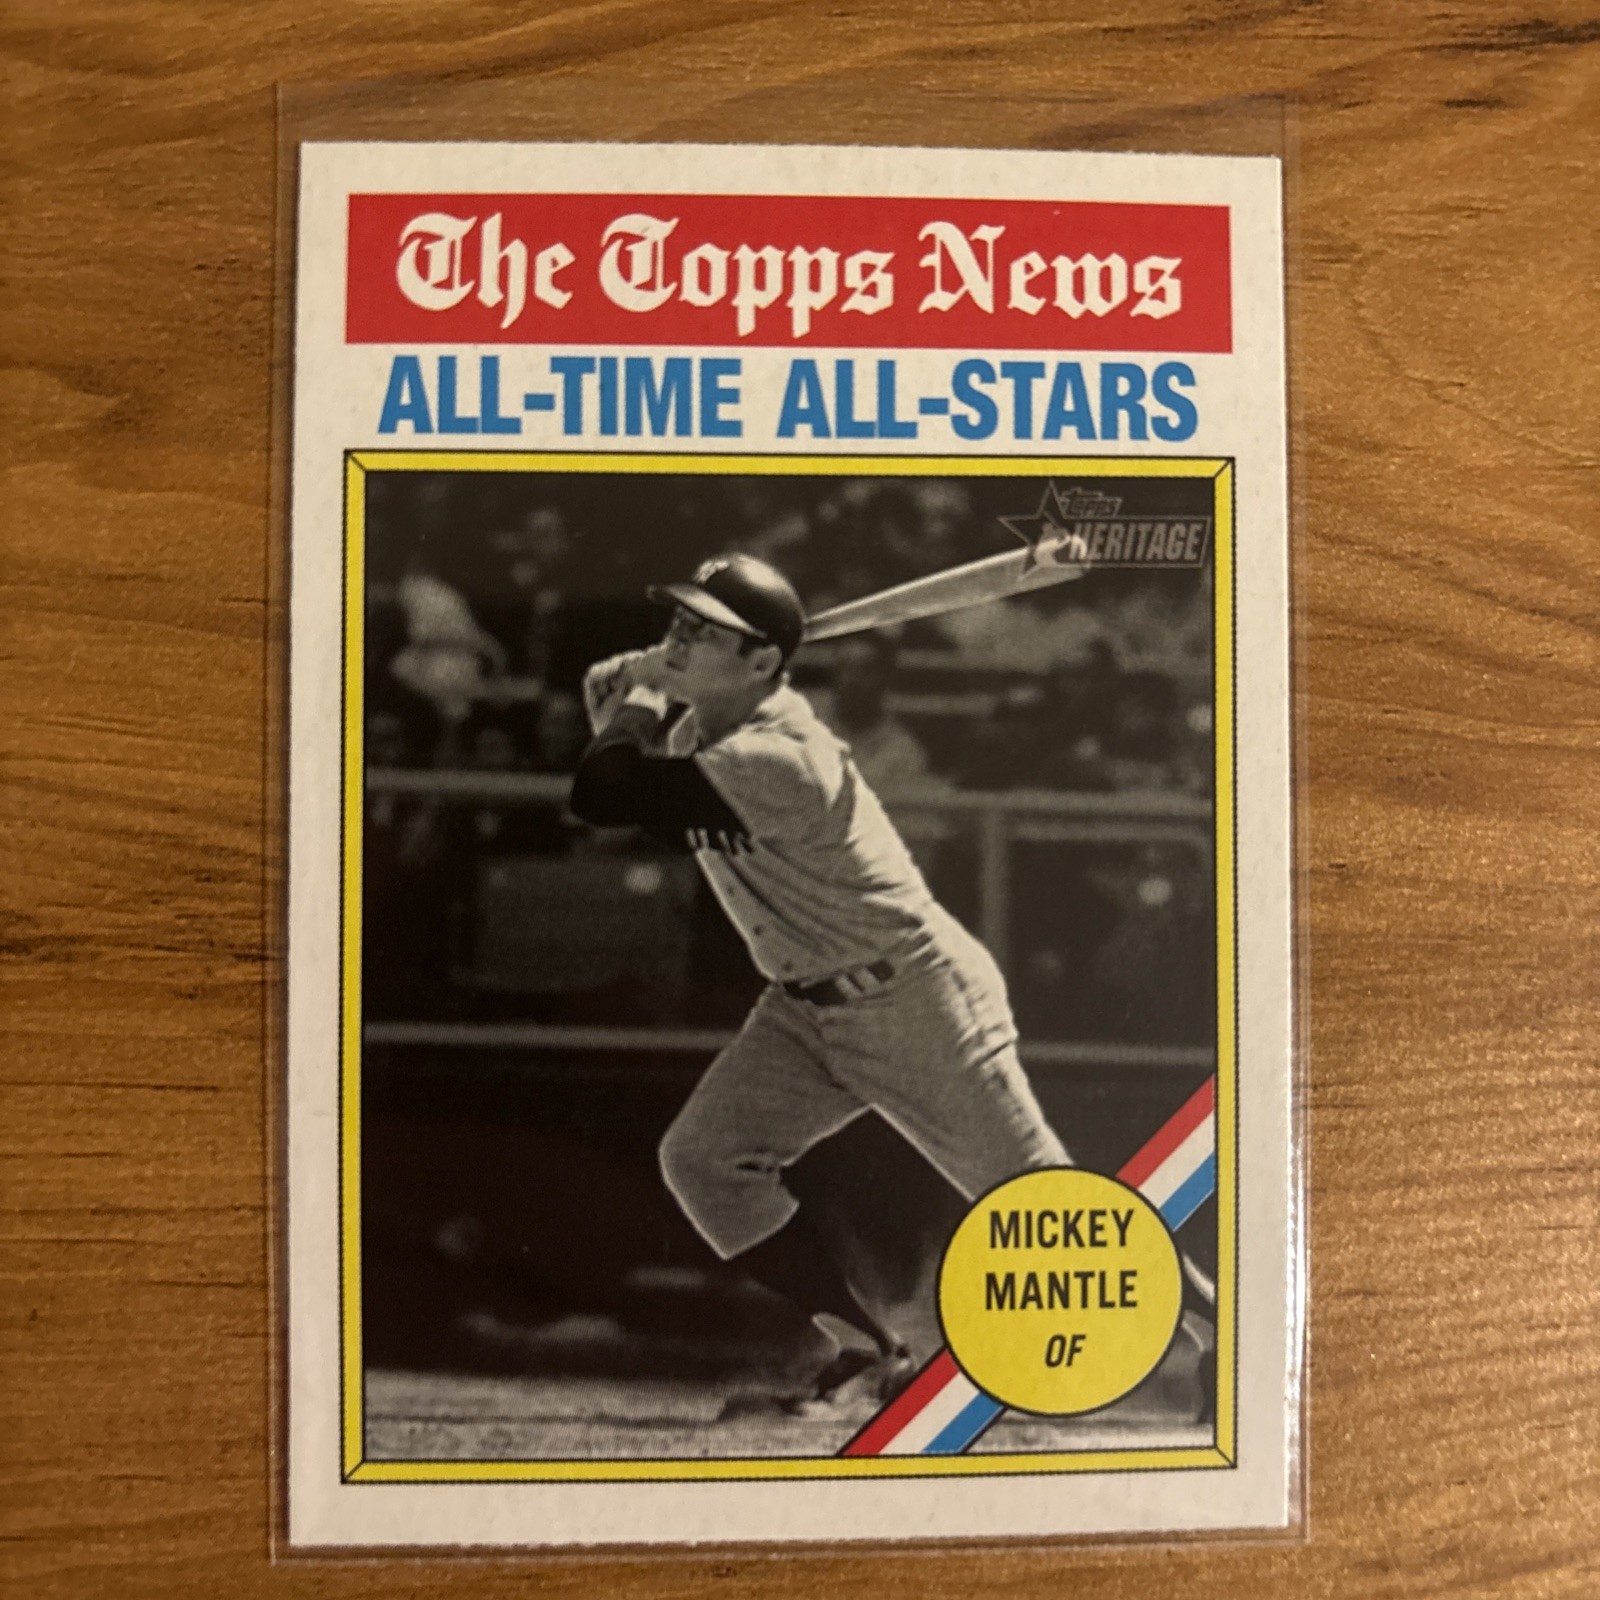 The Topps News
ALL-TIME ALL-STARS
Topps
HERITAGE
MICKEY
MANTLE
OF